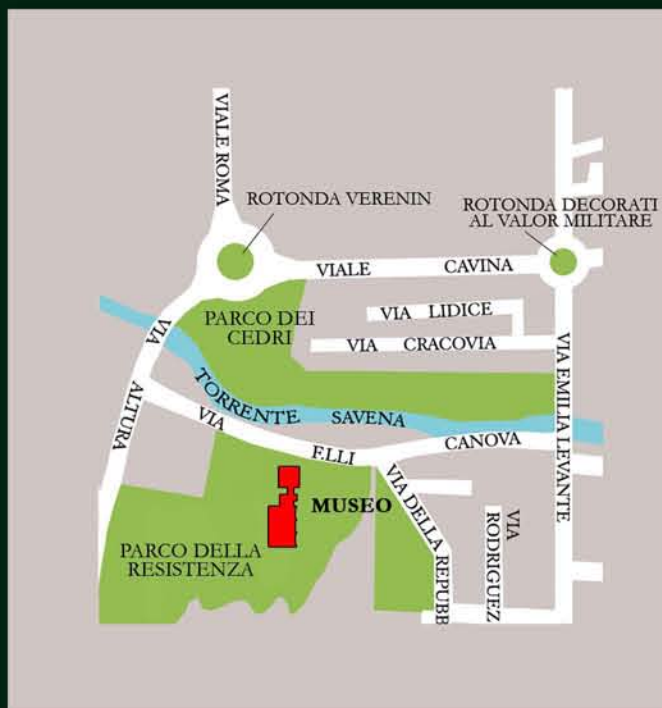 VIALE ROMA
ROTONDA VERENIN
ROTONDA DECORATI
AL VALOR MILITARE
VIALE CAVINA
VIA LIDICE
PARCO DEI
CEDRI
VIA CRACOVIA
VIA ALTURA
TORRENTE SAVENA
VIA EMILIA LEVANTE
VIA F.LLI CANOVA
MUSEO
VIA DELLA REPUBB
VIA
RODRIGUEZ
PARCO DELLA
RESISTENZA